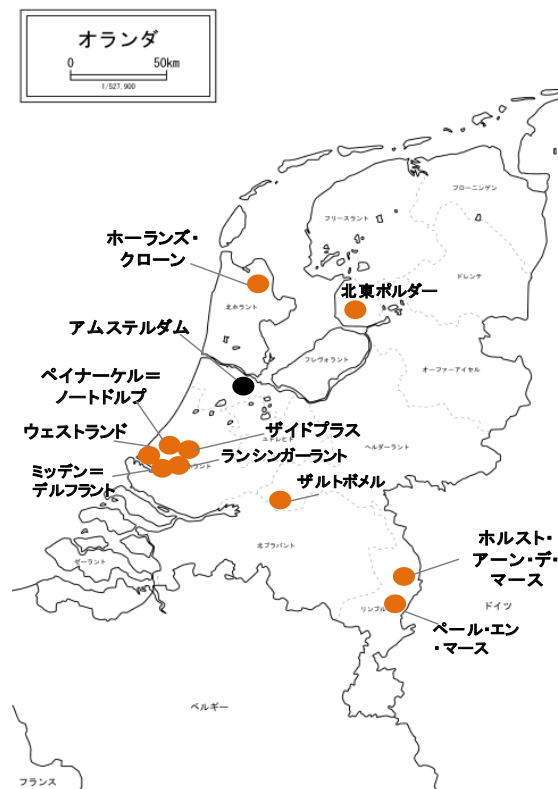 オランダ
0 50km
1/527,900
フローニンゲン
フリースラント
ホーランズ・
クローン
ドレンテ
北東ポルダー
北ホラント
アムステルダム
フレヴォラント
オーファーアイセル
ペイナーケル=
ノートドルプ
ウェストランド
ザイドプラス
ユトレヒト
ヘルダーラント
ランシンガーラント
ミッデン=
デルフラント
ラント
ザルトボメル
北ブラバント
ゼーラント
ホルスト・
アーン・デ・
マース
リンブル
ドイツ
ペール・エン
・マース
ベルギー
フランス